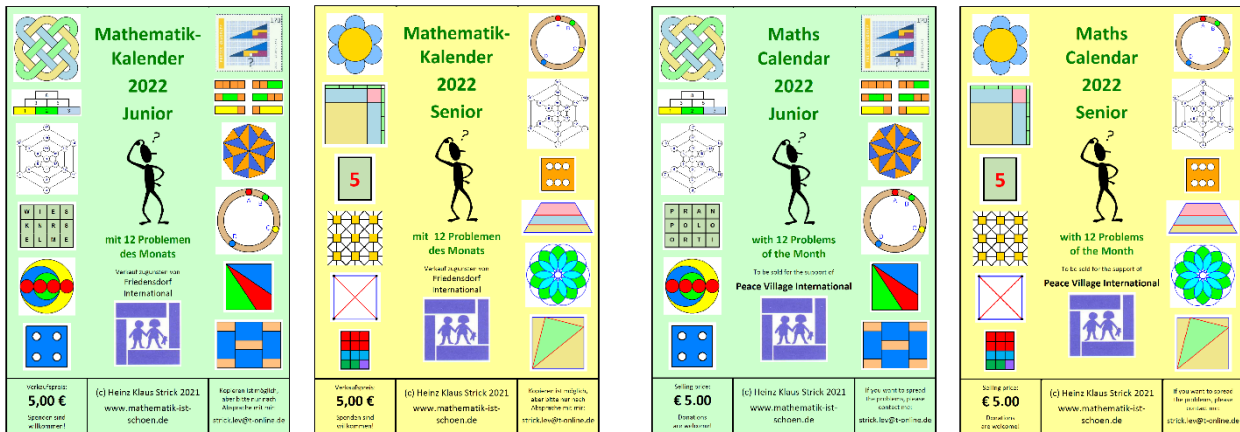 Mathematik-
Kalender
2022
Junior
?
WIEB
KNRE
ELME
mit 12 Problemen
des Monats
Verkauf zugunsten von
Friedensdorf
International
Verkaufspreis:
5,00 €
Spenden sind
willkommen!
(c) Heinz Klaus Strick 2021
www.mathematik-ist-
schoen.de
Kopieren ist möglich,
aber bitte nur nach
Absprache mit mir:
strick.lev@t-online.de
Mathematik-
Kalender
2022
Senior
?
5
mit 12 Problemen
des Monats
Verkauf zugunsten von
Friedensdorf
International
Verkaufspreis:
5,00 €
Spenden sind
willkommen!
(c) Heinz Klaus Strick 2021
www.mathematik-ist-
schoen.de
Kopieren ist möglich,
aber bitte nur nach
Absprache mit mir:
strick.lev@t-online.de
Maths
Calendar
2022
Junior
?
PRAN
POLO
ORTI
with 12 Problems
of the Month
To be sold for the support of
Peace Village International
Selling price:
€ 5.00
Donations
are welcome!
(c) Heinz Klaus Strick 2021
www.mathematik-ist-
schoen.de
If you want to spread
the problems, please
contact me:
strick.lev@t-online.de
Maths
Calendar
2022
Senior
?
5
with 12 Problems
of the Month
To be sold for the support of
Peace Village International
Selling price:
€ 5.00
Donations
are welcome!
(c) Heinz Klaus Strick 2021
www.mathematik-ist-
schoen.de
If you want to spread
the problems, please
contact me:
strick.lev@t-online.de